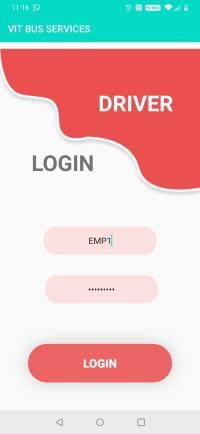 11:16
VIT BUS SERVICES
DRIVER
LOGIN
EMP1
•••••••••
LOGIN